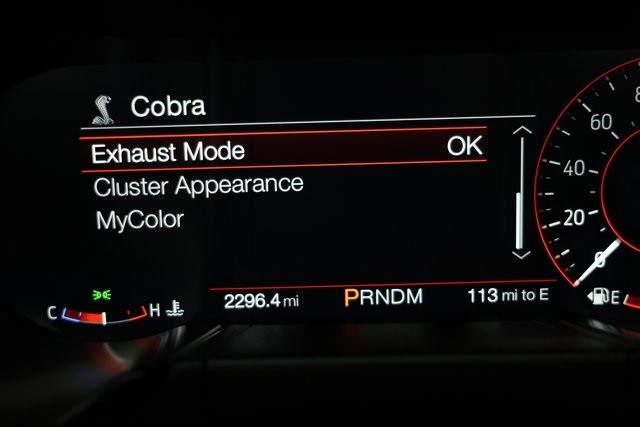 Cobra
Exhaust Mode OK
Cluster Appearance
MyColor
60
40
20
0
C H
2296.4 mi PRNDM 113 mi to E
E